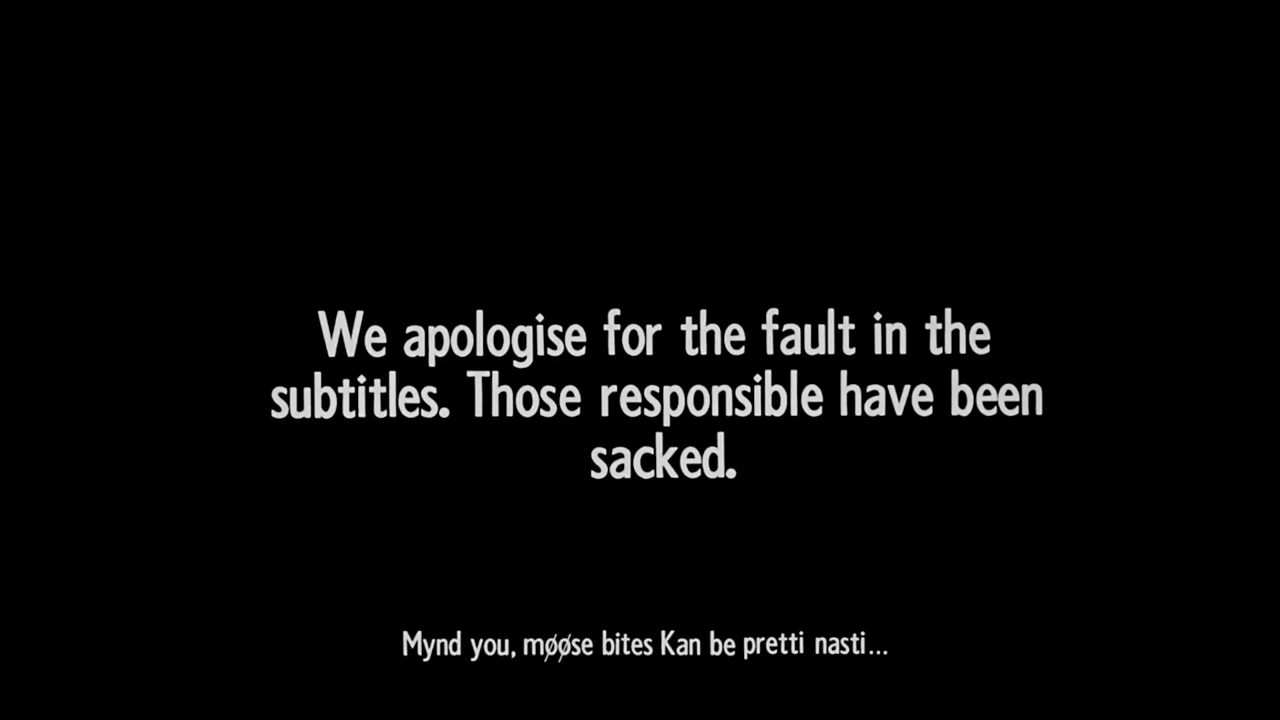 We apologise for the fault in the
subtitles. Those responsible have been
sacked.
Mynd you, møøse bites Kan be pretti nasti...